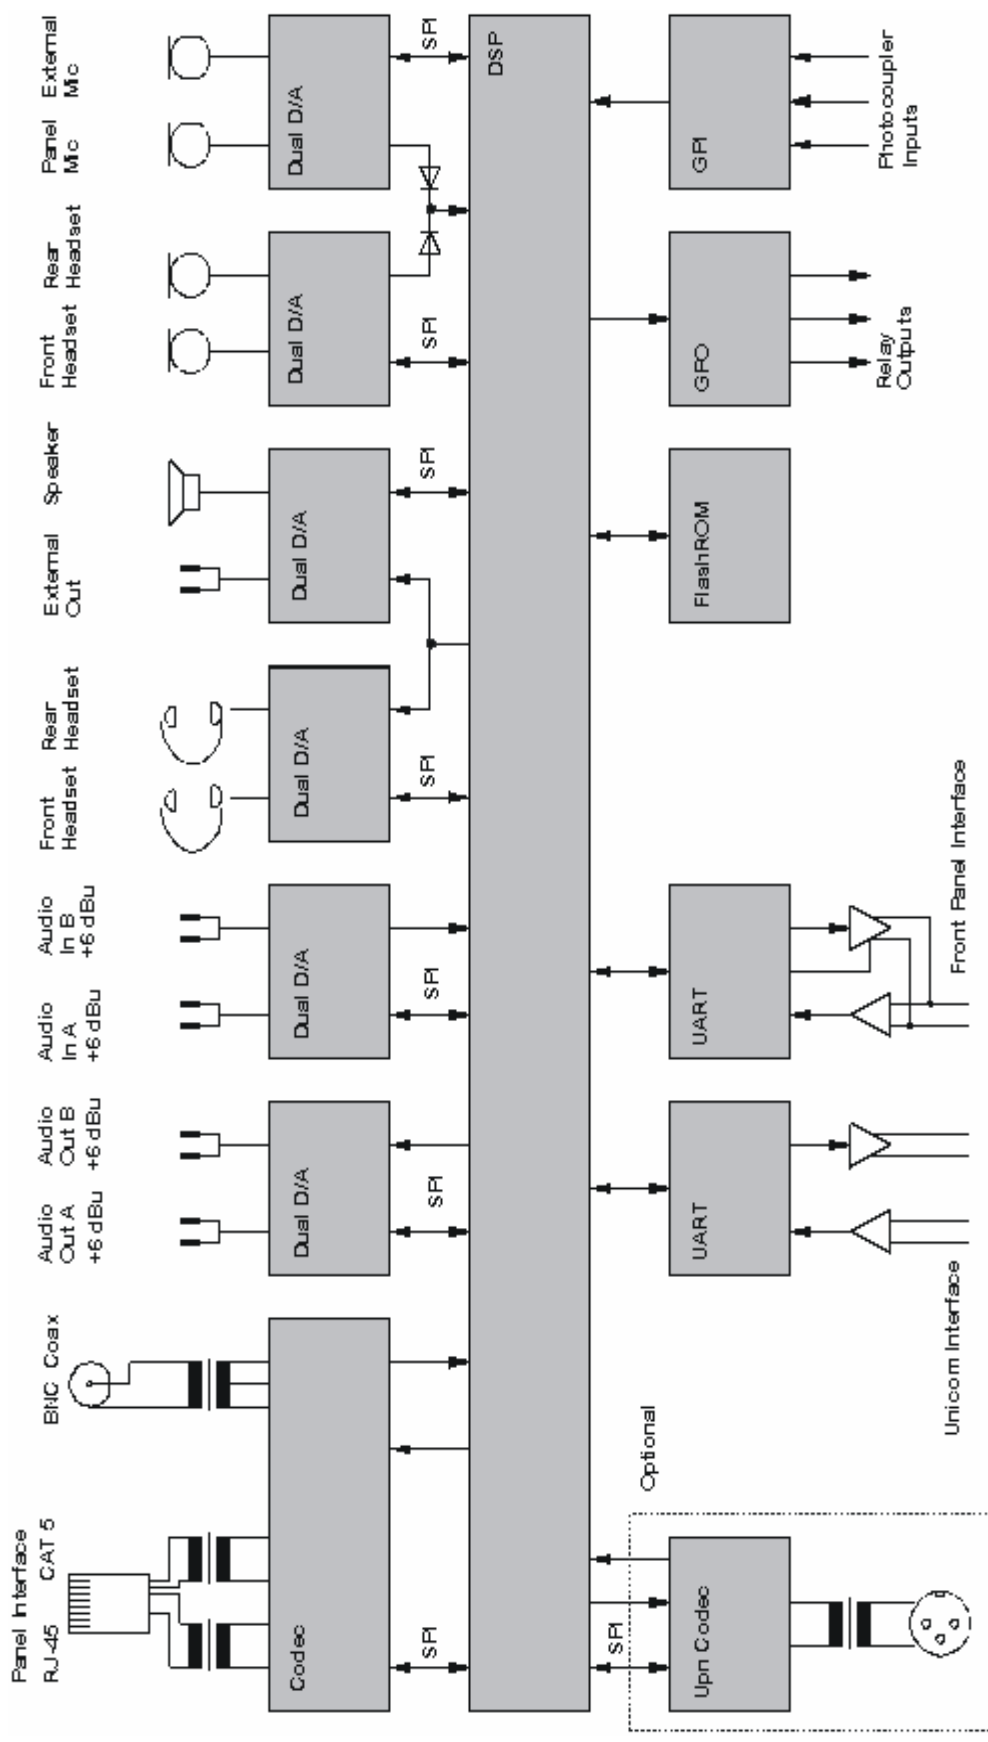 Panel Interface
RJ-45 CAT 5
BNC Coax
Audio
Out A
+6 dBu
Audio
Out B
+6 dBu
Audio
In A
+6 dBu
Audio
In B
+6 dBu
Front
Headset
Rear
Headset
External
Out
Speaker
Front
Headset
Rear
Headset
Panel
Mic
External
Mic
Codec
Dual D/A
Dual D/A
Dual D/A
Dual D/A
Dual D/A
Dual D/A
SPI
SPI
SPI
SPI
SPI
SPI
SPI
DSP
SPI
Optional
Upn Codec
UART
UART
FlashROM
GPO
GPI
Unicom Interface
Front Panel Interface
Relay
Outputs
Photocoupler
Inputs